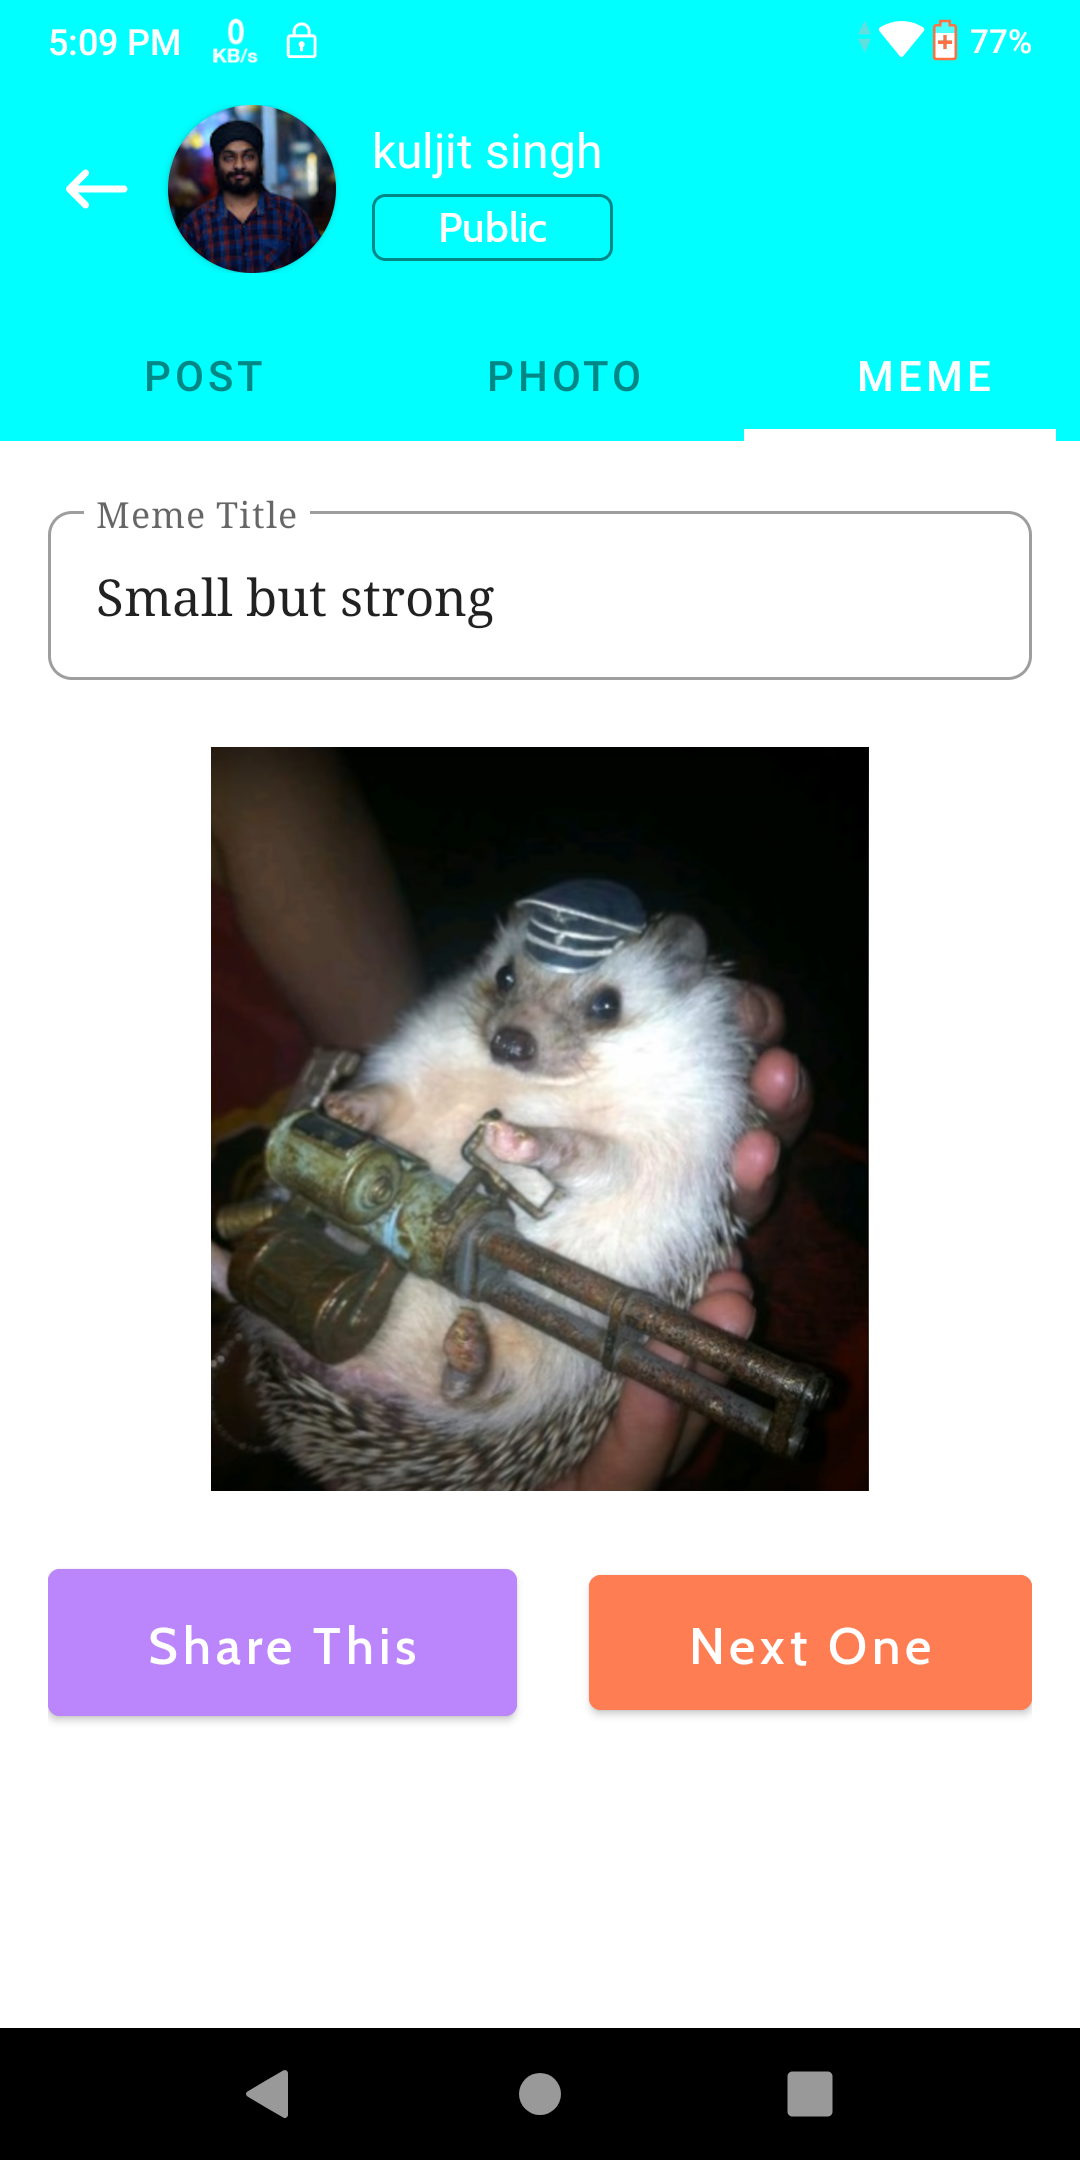 5:09 PM 0 KB/s 77%
kuljit singh
Public
POST PHOTO MEME
Meme Title
Small but strong
Share This Next One